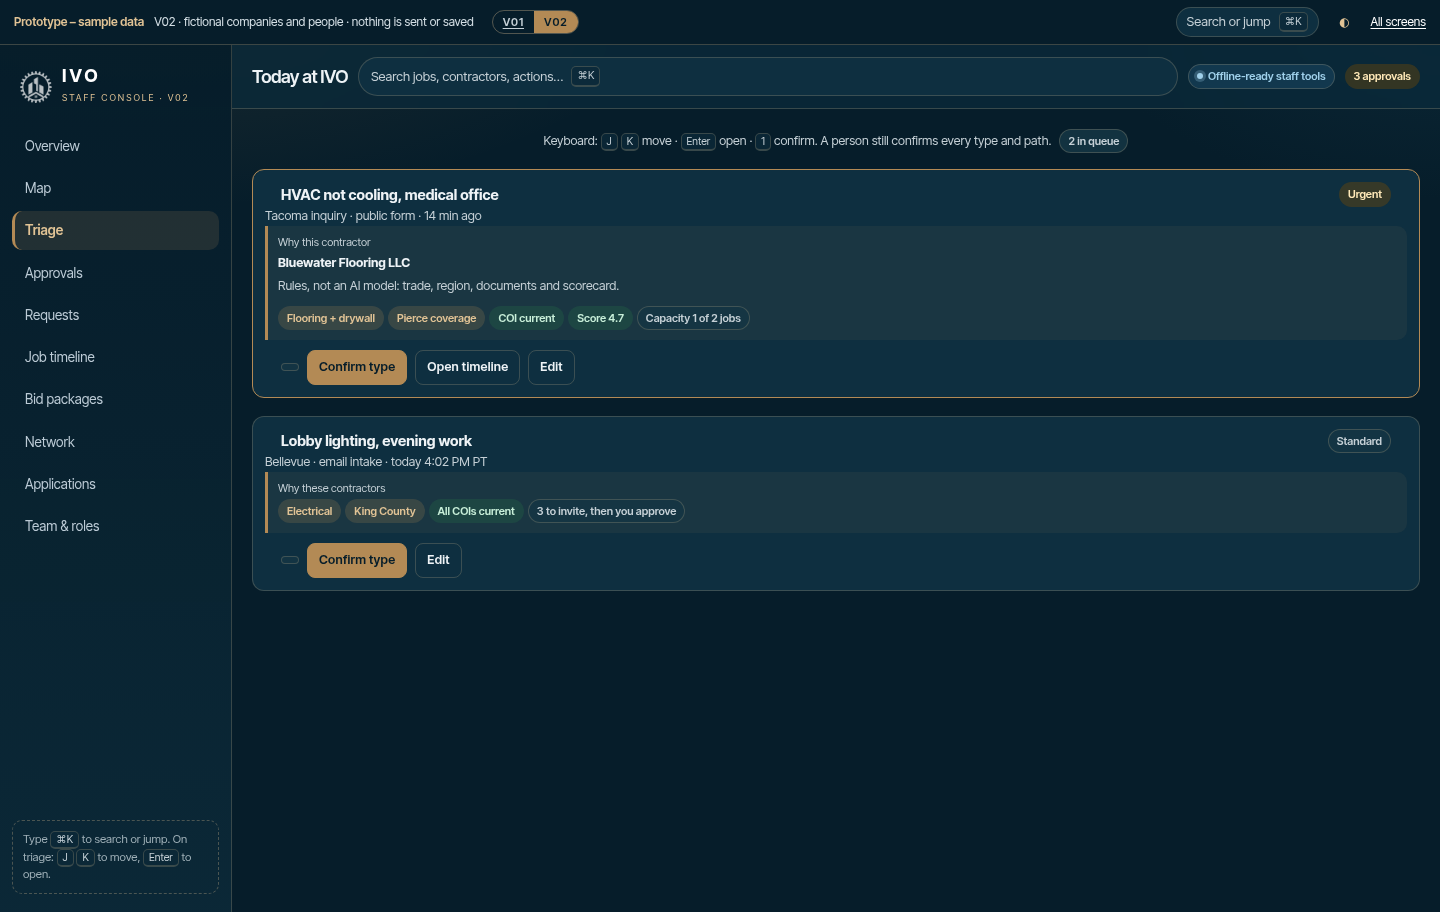 Prototype – sample data V02 · fictional companies and people · nothing is sent or saved V01 V02 Search or jump ⌘K All screens
IVO
STAFF CONSOLE · V02
Overview
Map
Triage
Approvals
Requests
Job timeline
Bid packages
Network
Applications
Team & roles
Type ⌘K to search or jump. On
triage: J K to move, Enter to
open.
Today at IVO Search jobs, contractors, actions… ⌘K Offline-ready staff tools 3 approvals
Keyboard: J K move · Enter open · 1 confirm. A person still confirms every type and path. 2 in queue
HVAC not cooling, medical office Urgent
Tacoma inquiry · public form · 14 min ago
Why this contractor
Bluewater Flooring LLC
Rules, not an AI model: trade, region, documents and scorecard.
Flooring + drywall Pierce coverage COI current Score 4.7 Capacity 1 of 2 jobs
Confirm type Open timeline Edit
Lobby lighting, evening work Standard
Bellevue · email intake · today 4:02 PM PT
Why these contractors
Electrical King County All COIs current 3 to invite, then you approve
Confirm type Edit